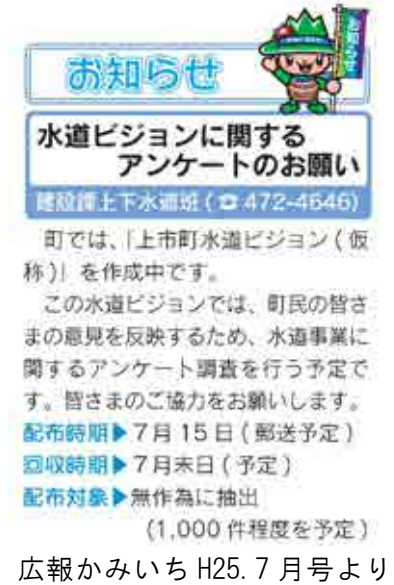 お知らせ
お知らせ
水道ビジョンに関する
アンケートのお願い
建設課上下水道班(☎472-4646)
町では、「上市町水道ビジョン(仮
称)」を作成中です。
この水道ビジョンでは、町民の皆さ
まの意見を反映するため、水道事業に
関するアンケート調査を行う予定で
す。皆さまのご協力をお願いします。
配布時期▶7月15日(郵送予定)
回収時期▶7月末日(予定)
配布対象▶無作為に抽出
(1,000件程度を予定)
広報かみいちH25.7月号より